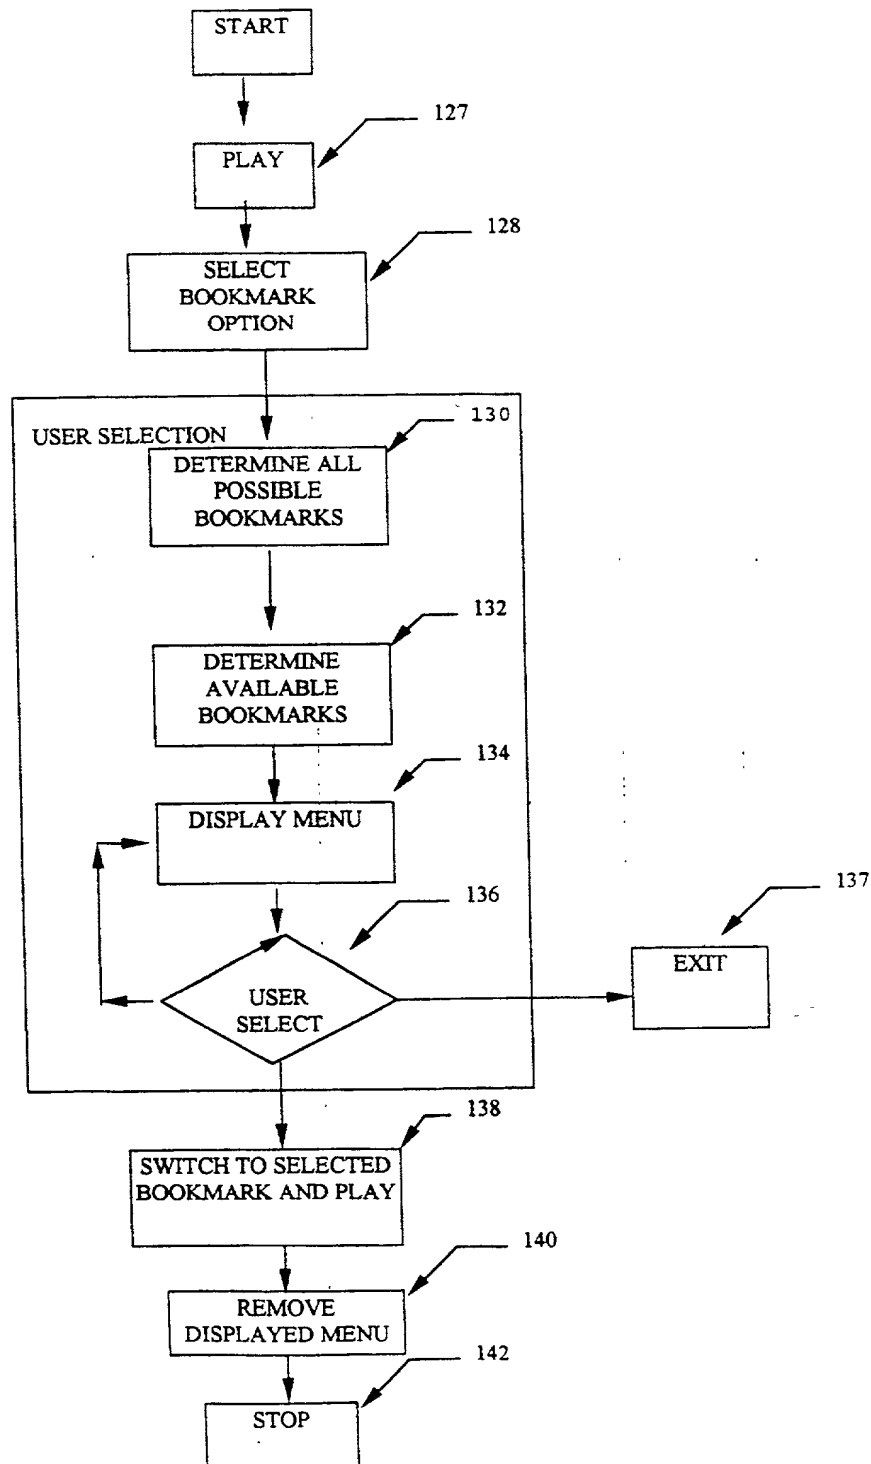 START
127
PLAY
128
SELECT
BOOKMARK
OPTION
130
USER SELECTION
DETERMINE ALL
POSSIBLE
BOOKMARKS
132
DETERMINE
AVAILABLE
BOOKMARKS
134
DISPLAY MENU
136
137
USER
SELECT
EXIT
138
SWITCH TO SELECTED
BOOKMARK AND PLAY
140
REMOVE
DISPLAYED MENU
142
STOP